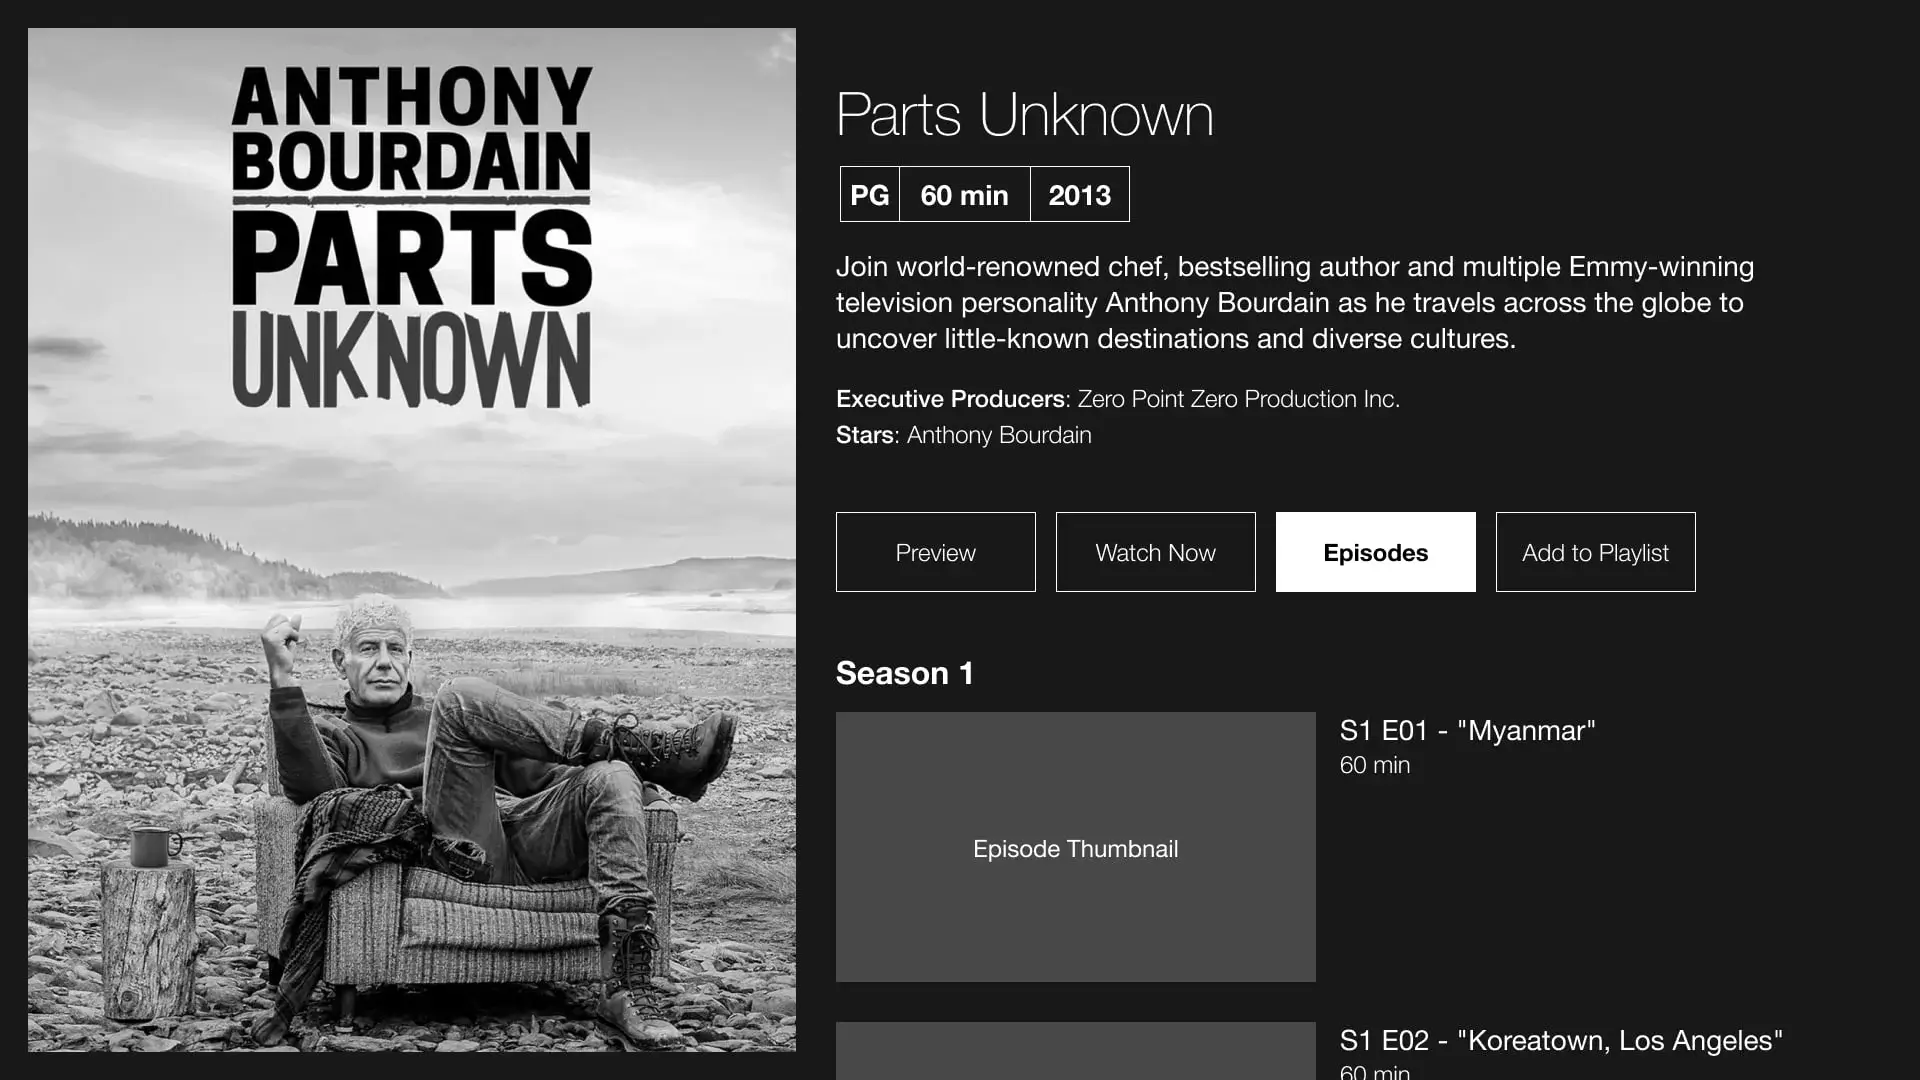 ANTHONY
BOURDAIN
PARTS
UNKNOWN
Parts Unknown
PG 60 min 2013
Join world-renowned chef, bestselling author and multiple Emmy-winning
television personality Anthony Bourdain as he travels across the globe to
uncover little-known destinations and diverse cultures.
Executive Producers: Zero Point Zero Production Inc.
Stars: Anthony Bourdain
Preview Watch Now Episodes Add to Playlist
Season 1
S1 E01 - "Myanmar"
60 min
Episode Thumbnail
S1 E02 - "Koreatown, Los Angeles"
60 min